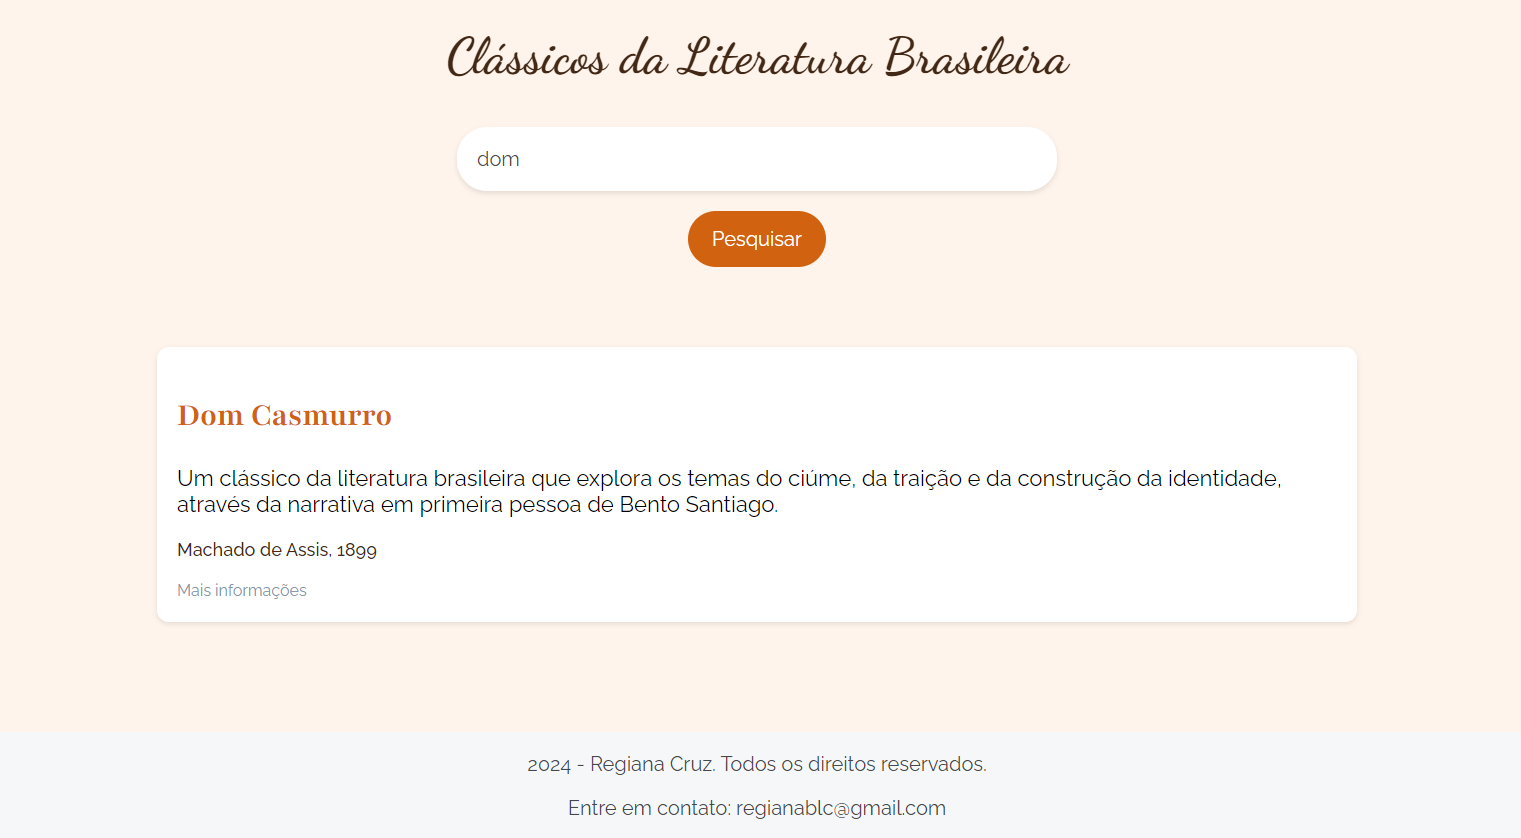 Clássicos da Literatura Brasileira
dom
Pesquisar
Dom Casmurro
Um clássico da literatura brasileira que explora os temas do ciúme, da traição e da construção da identidade,
através da narrativa em primeira pessoa de Bento Santiago.
Machado de Assis, 1899
Mais informações
2024 - Regiana Cruz. Todos os direitos reservados.
Entre em contato: regianablc@gmail.com